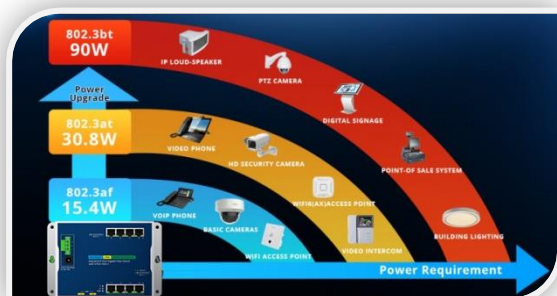 802.3bt
90W
IP LOUD-SPEAKER
PTZ CAMERA
DIGITAL SIGNAGE
POINT-OF SALE SYSTEM
BUILDING LIGHTING
Power
Upgrade
802.3at
30.8W
VIDEO PHONE
HD SECURITY CAMERA
WIFI6(AX)ACCESS POINT
VIDEO INTERCOM
802.3af
15.4W
VOIP PHONE
BASIC CAMERAS
WIFI ACCESS POINT
Power Requirement